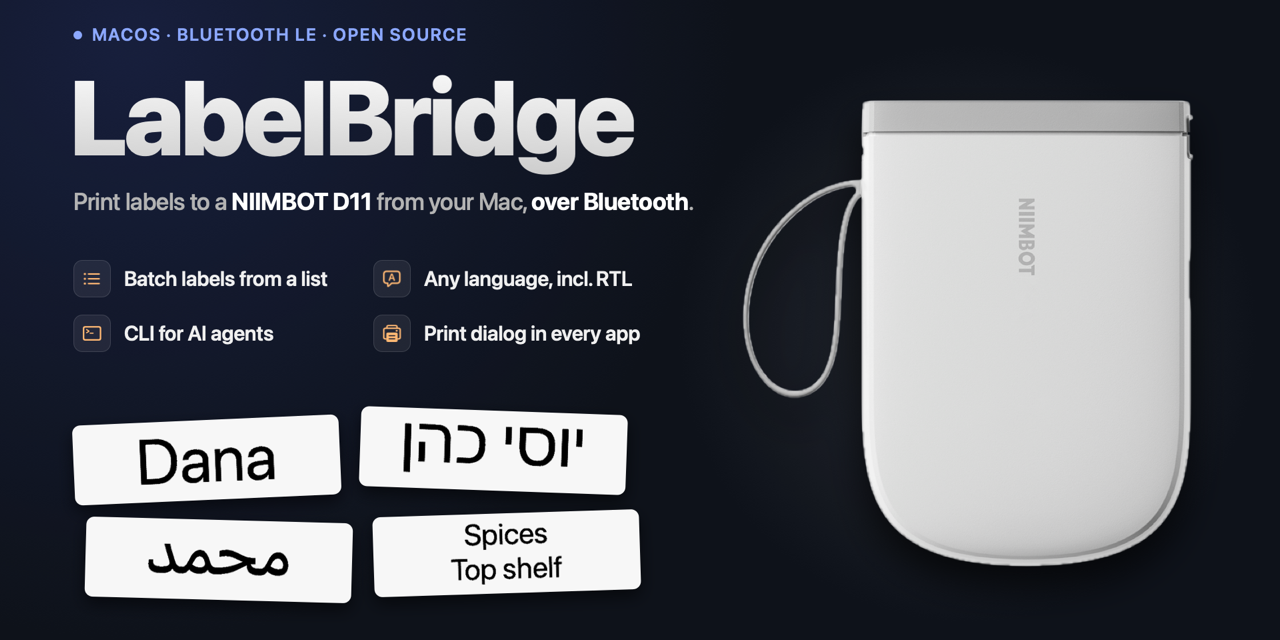 MACOS · BLUETOOTH LE · OPEN SOURCE
LabelBridge
Print labels to a NIIMBOT D11 from your Mac, over Bluetooth.
Batch labels from a list
Any language, incl. RTL
CLI for AI agents
Print dialog in every app
Dana
יוסי כהן
محمد
Spices
Top shelf
NIIMBOT